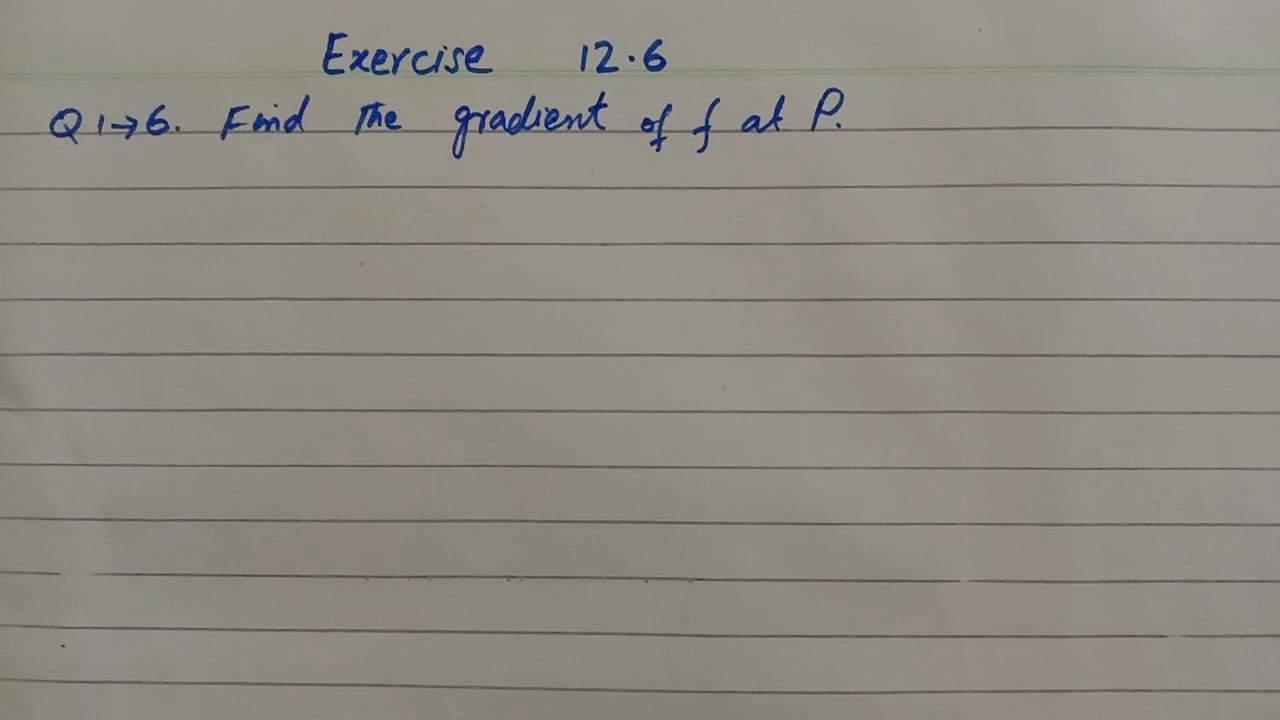 Exercise 12.6
Q 1→6. Find The gradient of f at P.